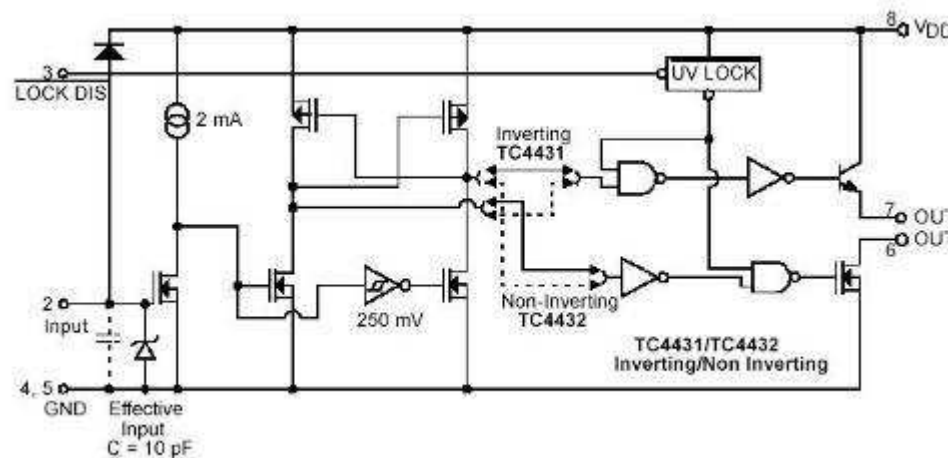 8 VDD
3
LOCK DIS
UV LOCK
2 mA
Inverting
TC4431
7 OUT
OUT
6
2
Input
250 mV
Non-Inverting
TC4432
TC4431/TC4432
Inverting/Non Inverting
4, 5
GND
Effective
Input
C = 10 pF